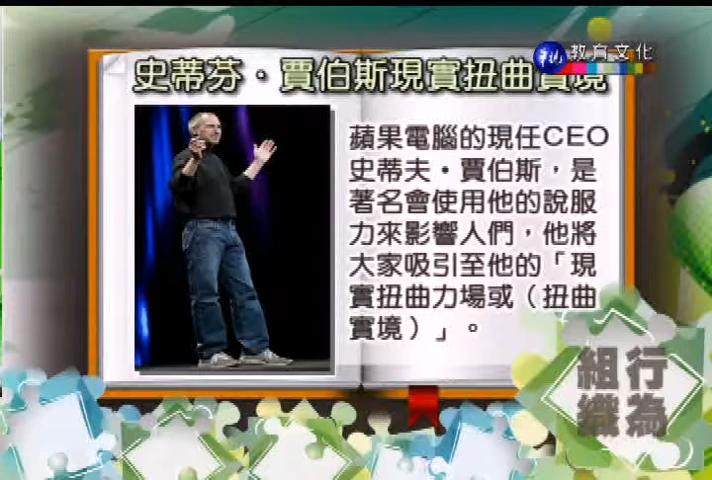 教育文化
史蒂芬・賈伯斯現實扭曲實境
蘋果電腦的現任CEO
史蒂夫・賈伯斯，是
著名會使用他的說服
力來影響人們，他將
大家吸引至他的「現
實扭曲力場或（扭曲
實境）」。
組行
織為